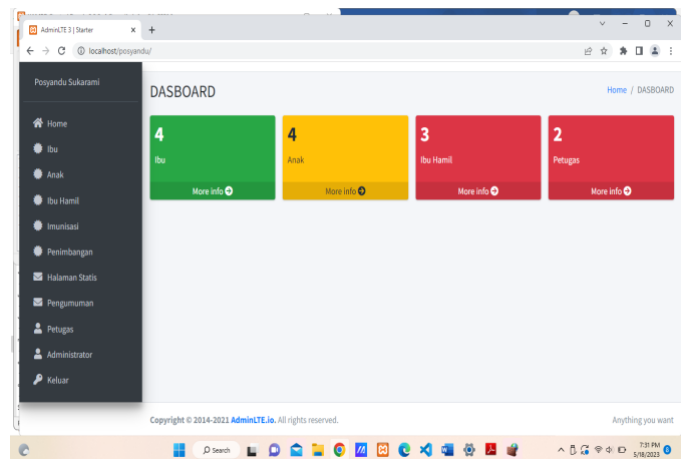 AdminLTE 3 | Starter
localhost/posyandu/
Posyandu Sukarami
Home
Ibu
Anak
Ibu Hamil
Imunisasi
Penimbangan
Halaman Statis
Pengumuman
Petugas
Administrator
Keluar
DASBOARD
Home / DASBOARD
4
Ibu
More info
4
Anak
More info
3
Ibu Hamil
More info
2
Petugas
More info
Copyright © 2014-2021 AdminLTE.io. All rights reserved.
Anything you want
Search
7:31 PM
5/18/2023